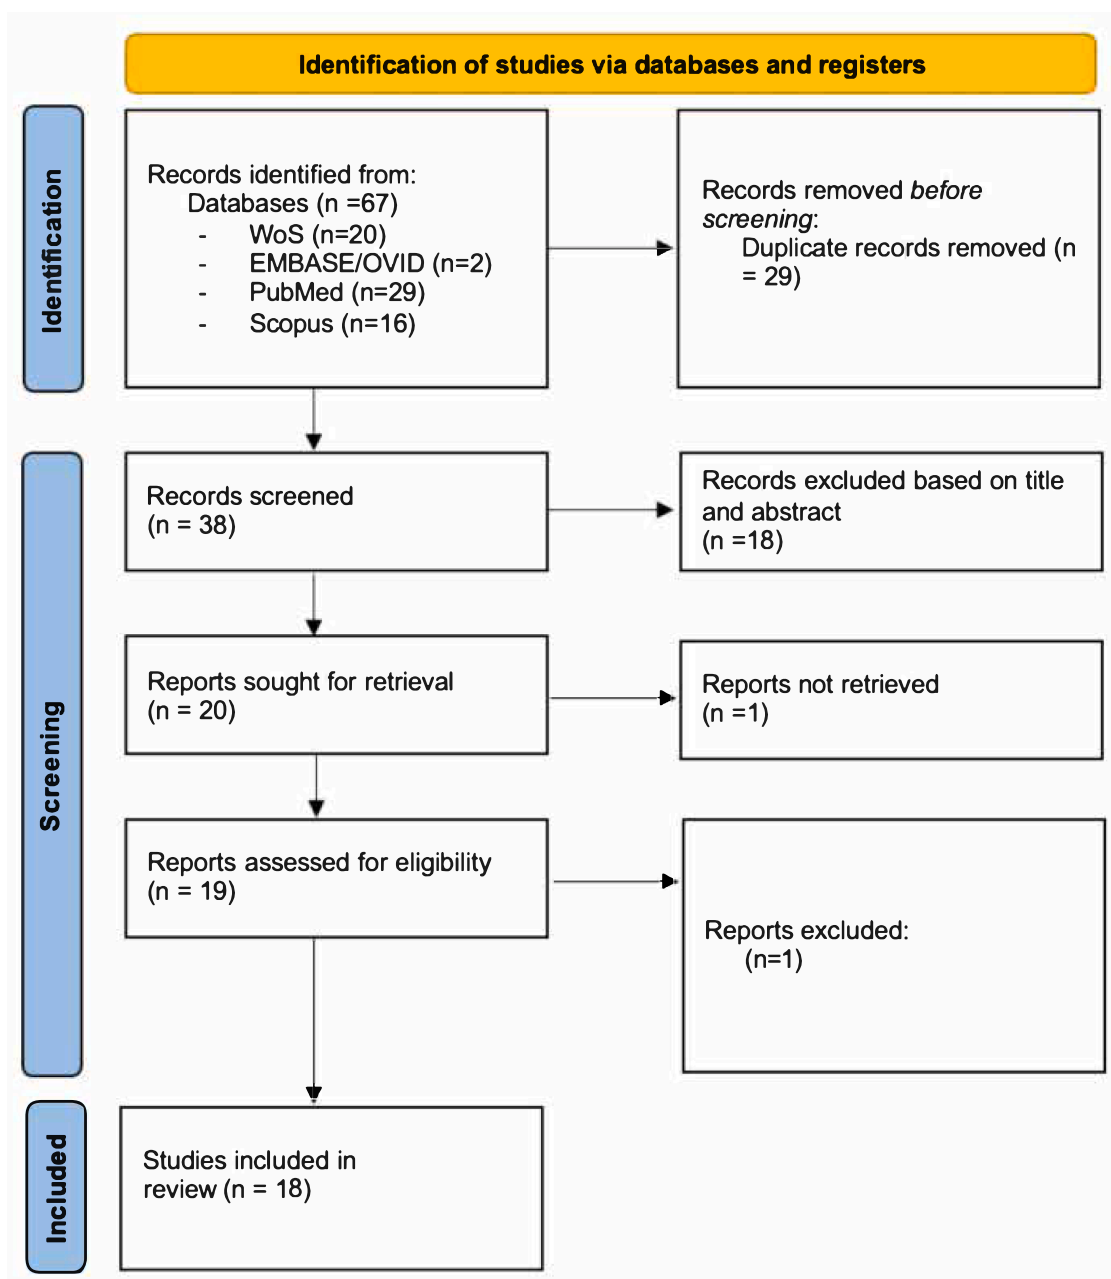 Identification of studies via databases and registers
Identification
Records identified from:
Databases (n =67)
- WoS (n=20)
- EMBASE/OVID (n=2)
- PubMed (n=29)
- Scopus (n=16)
Records removed before
screening:
Duplicate records removed (n
= 29)
Screening
Records screened
(n = 38)
Records excluded based on title
and abstract
(n =18)
Reports sought for retrieval
(n = 20)
Reports not retrieved
(n =1)
Reports assessed for eligibility
(n = 19)
Reports excluded:
(n=1)
Included
Studies included in
review (n = 18)